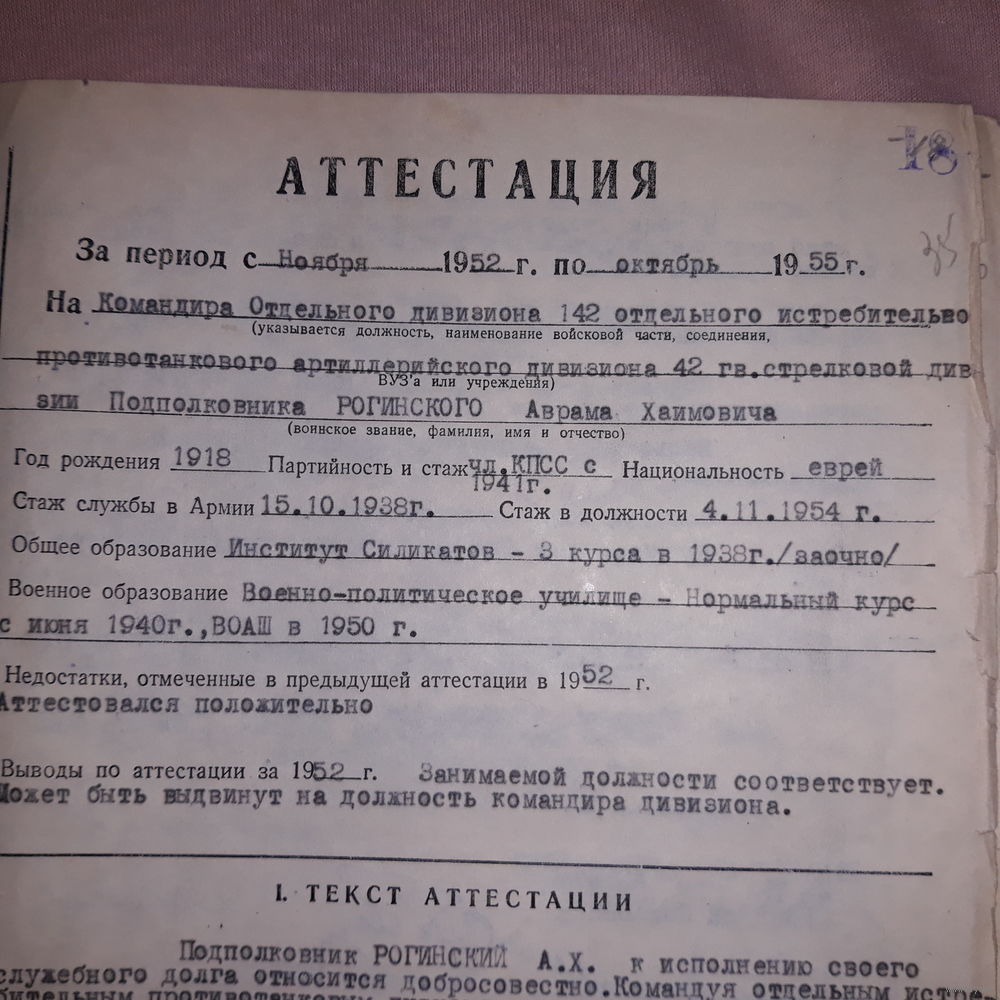 18
АТТЕСТАЦИЯ
35
За период с Ноября 1952 г. по октябрь 1955 г.
На Командира Отдельного дивизиона 142 отдельного истребительно
(указывается должность, наименование войсковой части, соединения,
противотанкового артиллерийского дивизиона 42 гв.стрелковой див
ВУЗ'а или учреждения)
зии Подполковника РОГИНСКОГО Аврама Хаимовича
(воинское звание, фамилия, имя и отчество)
Год рождения 1918 Партийность и стаж чл.КПСС с Национальность еврей
1941г.
Стаж службы в Армии 15.10.1938г. Стаж в должности 4.11.1954 г.
Общее образование Институт Силикатов - 3 курса в 1938г./заочно/
Военное образование Военно-политическое училище - Нормальный курс
с июня 1940г.,ВОАШ в 1950 г.
Недостатки, отмеченные в предыдущей аттестации в 1952 г.
Аттестовался положительно
Выводы по аттестации за 1952 г. Занимаемой должности соответствует.
Может быть выдвинут на должность командира дивизиона.
I. ТЕКСТ АТТЕСТАЦИИ
Подполковник РОГИНСКИЙ А.Х. к исполнению своего
служебного долга относится добросовестно.Командуя отдельным истре
бительным противотанковым